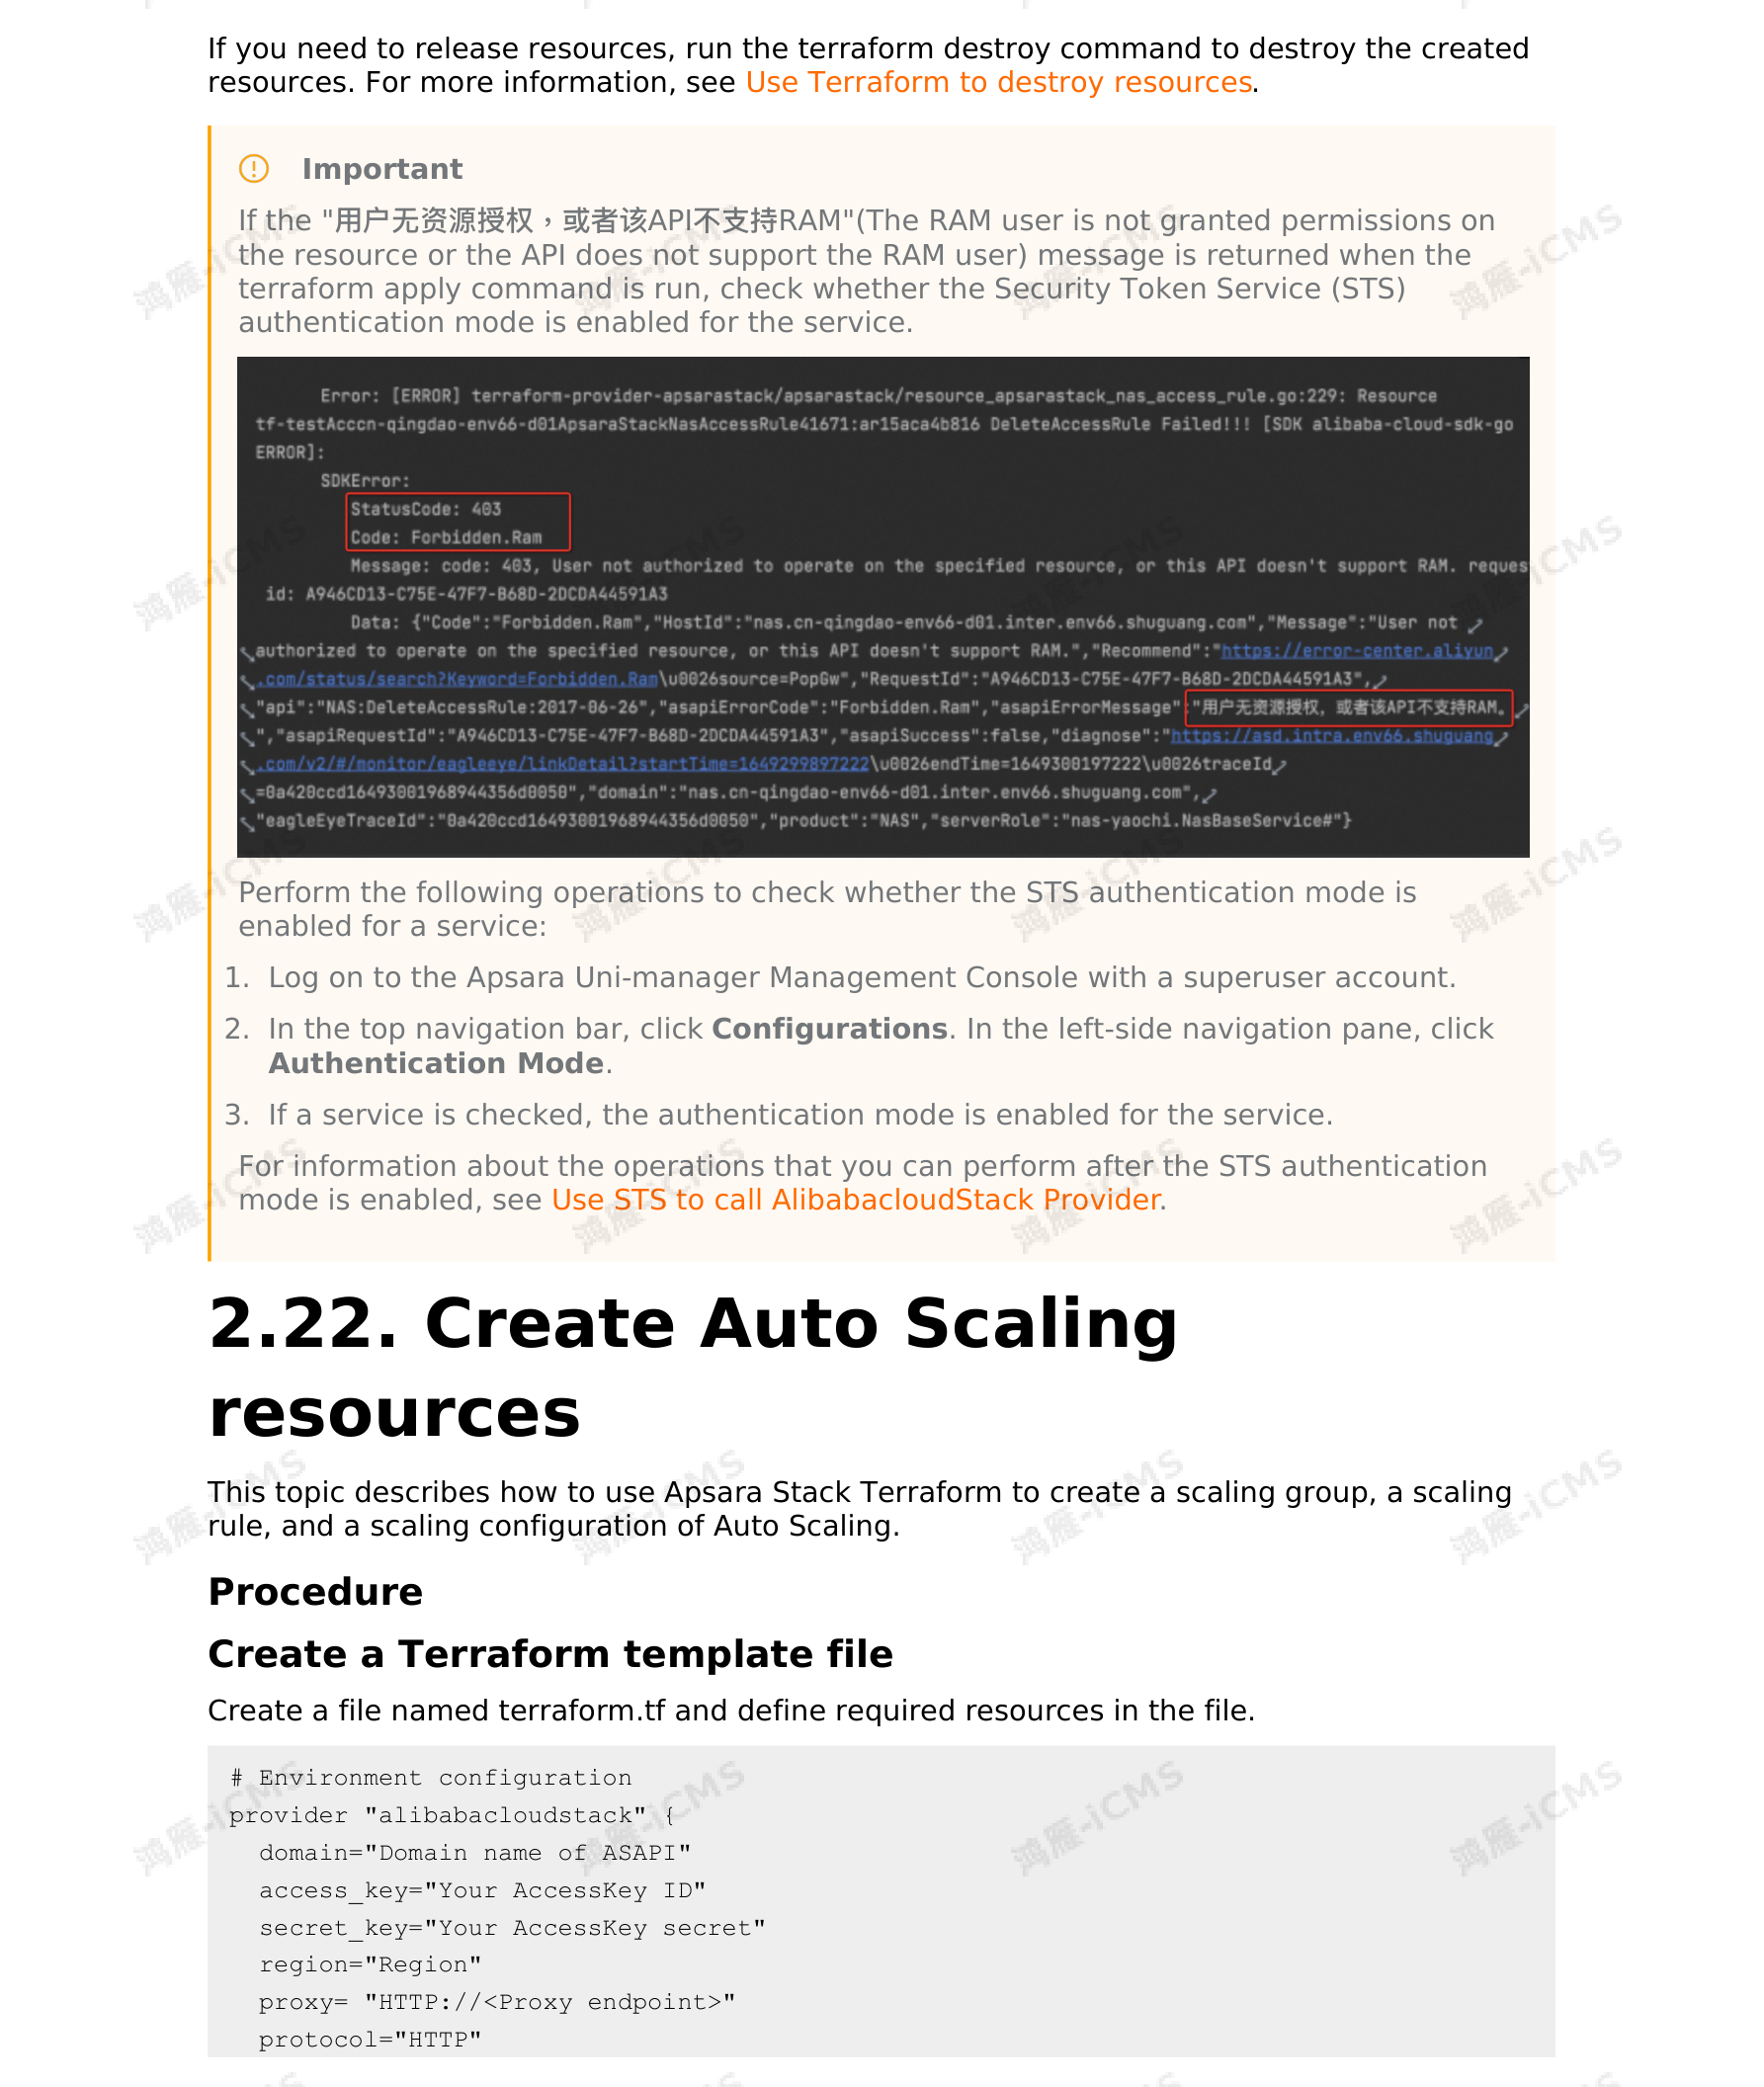 If you need to release resources, run the terraform destroy command to destroy the created
resources. For more information, see Use Terraform to destroy resources.
Important
If the "用户无资源授权，或者该API不支持RAM"(The RAM user is not granted permissions on
the resource or the API does not support the RAM user) message is returned when the
terraform apply command is run, check whether the Security Token Service (STS)
authentication mode is enabled for the service.
Error: [ERROR] terraform-provider-apsarastack/apsarastack/resource_apsarastack_nas_access_rule.go:229: Resource
tf-testAcccn-qingdao-env66-d01ApsaraStackNasAccessRule41671:ar15aca4b816 DeleteAccessRule Failed!!! [SDK alibaba-cloud-sdk-go
ERROR]:
SDKError:
StatusCode: 403
Code: Forbidden.Ram
Message: code: 403, User not authorized to operate on the specified resource, or this API doesn't support RAM. reques
id: A946CD13-C75E-47F7-B68D-2DCDA44591A3
Data: {"Code":"Forbidden.Ram","HostId":"nas.cn-qingdao-env66-d01.inter.env66.shuguang.com","Message":"User not
authorized to operate on the specified resource, or this API doesn't support RAM.","Recommend":"https://error-center.aliyun
.com/status/search?Keyword=Forbidden.Ram\u0026source=PopGw","RequestId":"A946CD13-C75E-47F7-B68D-2DCDA44591A3",
"api":"NAS:DeleteAccessRule:2017-06-26","asapiErrorCode":"Forbidden.Ram","asapiErrorMessage":"用户无资源授权，或者该API不支持RAM。
","asapiRequestId":"A946CD13-C75E-47F7-B68D-2DCDA44591A3","asapiSuccess":false,"diagnose":"https://asd.intra.env66.shuguang
.com/v2/#/monitor/eagleeye/linkDetail?startTime=1649299897222\u0026endTime=1649300197222\u0026traceId
=0a420ccd16493001968944356d0050","domain":"nas.cn-qingdao-env66-d01.inter.env66.shuguang.com",
"eagleEyeTraceId":"0a420ccd16493001968944356d0050","product":"NAS","serverRole":"nas-yaochi.NasBaseService#"}
Perform the following operations to check whether the STS authentication mode is
enabled for a service:
1. Log on to the Apsara Uni-manager Management Console with a superuser account.
2. In the top navigation bar, click Configurations. In the left-side navigation pane, click
Authentication Mode.
3. If a service is checked, the authentication mode is enabled for the service.
For information about the operations that you can perform after the STS authentication
mode is enabled, see Use STS to call AlibabacloudStack Provider.
2.22. Create Auto Scaling
resources
This topic describes how to use Apsara Stack Terraform to create a scaling group, a scaling
rule, and a scaling configuration of Auto Scaling.
Procedure
Create a Terraform template file
Create a file named terraform.tf and define required resources in the file.
# Environment configuration
provider "alibabacloudstack" {
domain="Domain name of ASAPI"
access_key="Your AccessKey ID"
secret_key="Your AccessKey secret"
region="Region"
proxy= "HTTP://<Proxy endpoint>"
protocol="HTTP"
鸿雁-iCMS